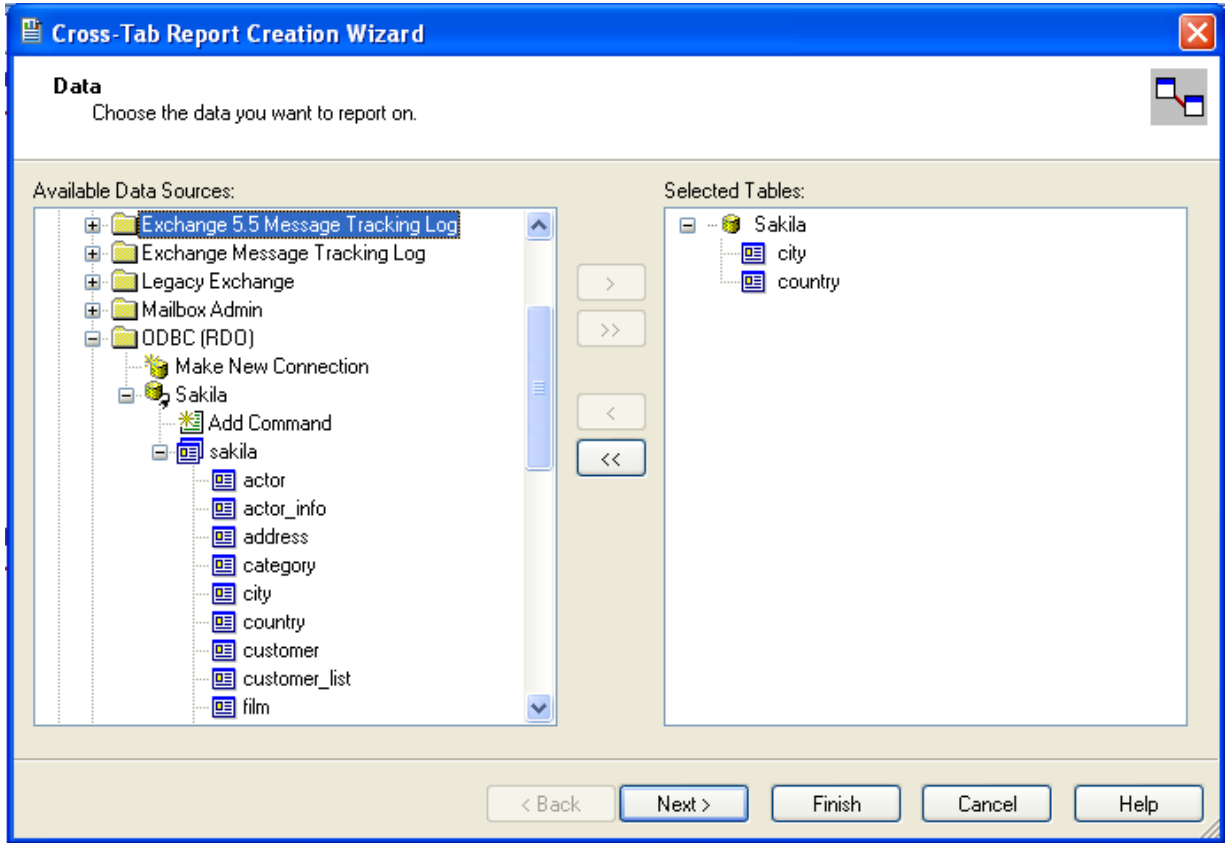 Cross-Tab Report Creation Wizard
Data
Choose the data you want to report on.
Available Data Sources:
Exchange 5.5 Message Tracking Log
Exchange Message Tracking Log
Legacy Exchange
Mailbox Admin
ODBC (RDO)
Make New Connection
Sakila
Add Command
sakila
actor
actor_info
address
category
city
country
customer
customer_list
film
>
>>
<
<<
Selected Tables:
Sakila
city
country
< Back
Next >
Finish
Cancel
Help